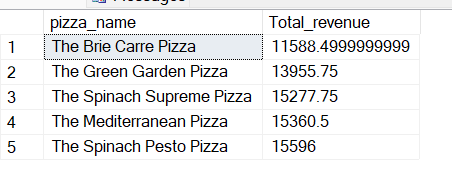 pizza_name Total_revenue
1 The Brie Carre Pizza 11588.4999999999
2 The Green Garden Pizza 13955.75
3 The Spinach Supreme Pizza 15277.75
4 The Mediterranean Pizza 15360.5
5 The Spinach Pesto Pizza 15596